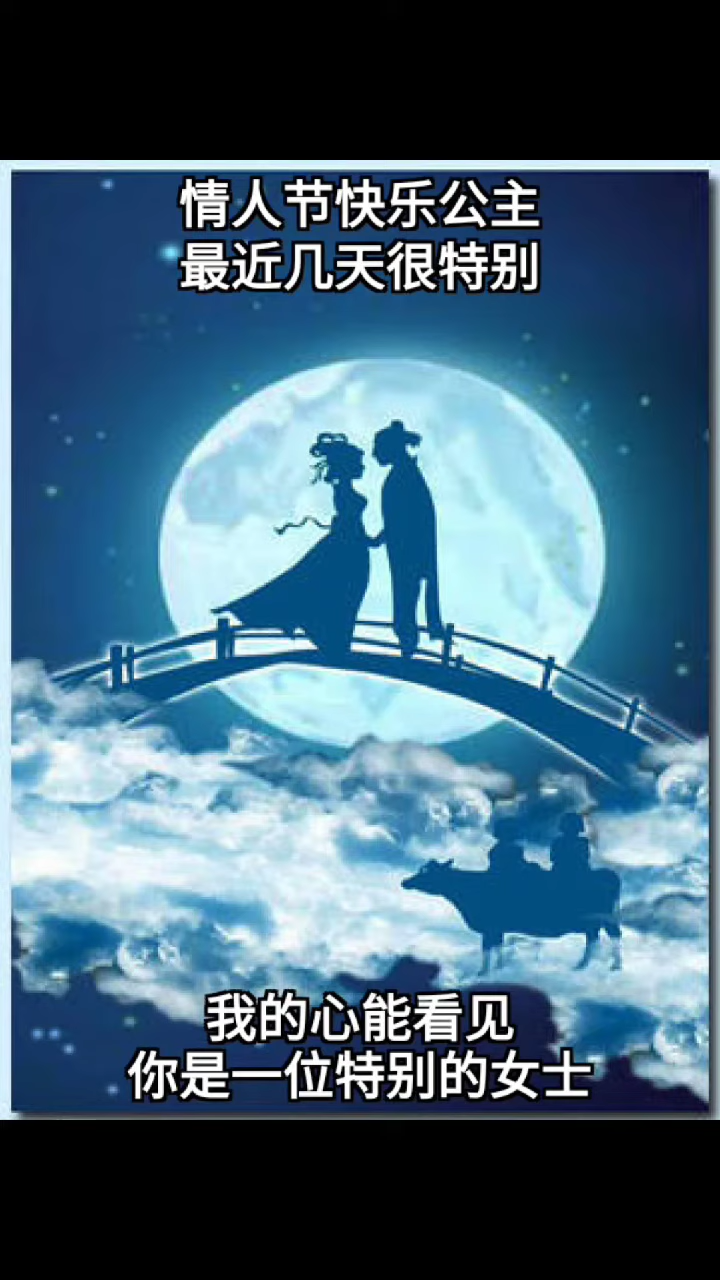 情人节快乐公主
最近几天很特别
我的心能看见
你是一位特别的女士